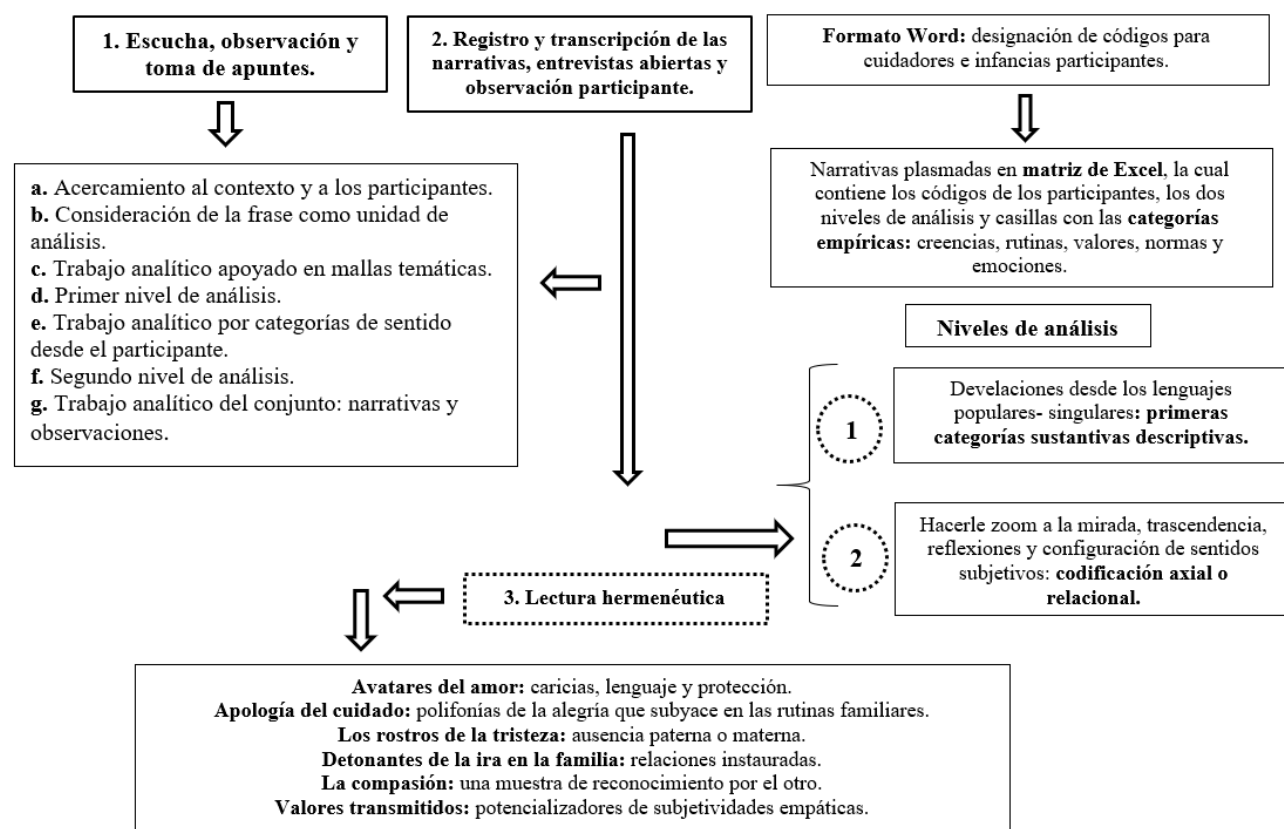 1. Escucha, observación y
toma de apuntes.
2. Registro y transcripción de las
narrativas, entrevistas abiertas y
observación participante.
Formato Word: designación de códigos para
cuidadores e infancias participantes.
a. Acercamiento al contexto y a los participantes.
b. Consideración de la frase como unidad de
análisis.
c. Trabajo analítico apoyado en mallas temáticas.
d. Primer nivel de análisis.
e. Trabajo analítico por categorías de sentido
desde el participante.
f. Segundo nivel de análisis.
g. Trabajo analítico del conjunto: narrativas y
observaciones.
Narrativas plasmadas en matriz de Excel, la cual
contiene los códigos de los participantes, los dos
niveles de análisis y casillas con las categorías
empíricas: creencias, rutinas, valores, normas y
emociones.
Niveles de análisis
1
Develaciones desde los lenguajes
populares- singulares: primeras
categorías sustantivas descriptivas.
2
Hacerle zoom a la mirada, trascendencia,
reflexiones y configuración de sentidos
subjetivos: codificación axial o
relacional.
3. Lectura hermenéutica
Avatares del amor: caricias, lenguaje y protección.
Apología del cuidado: polifonías de la alegría que subyace en las rutinas familiares.
Los rostros de la tristeza: ausencia paterna o materna.
Detonantes de la ira en la familia: relaciones instauradas.
La compasión: una muestra de reconocimiento por el otro.
Valores transmitidos: potencializadores de subjetividades empáticas.